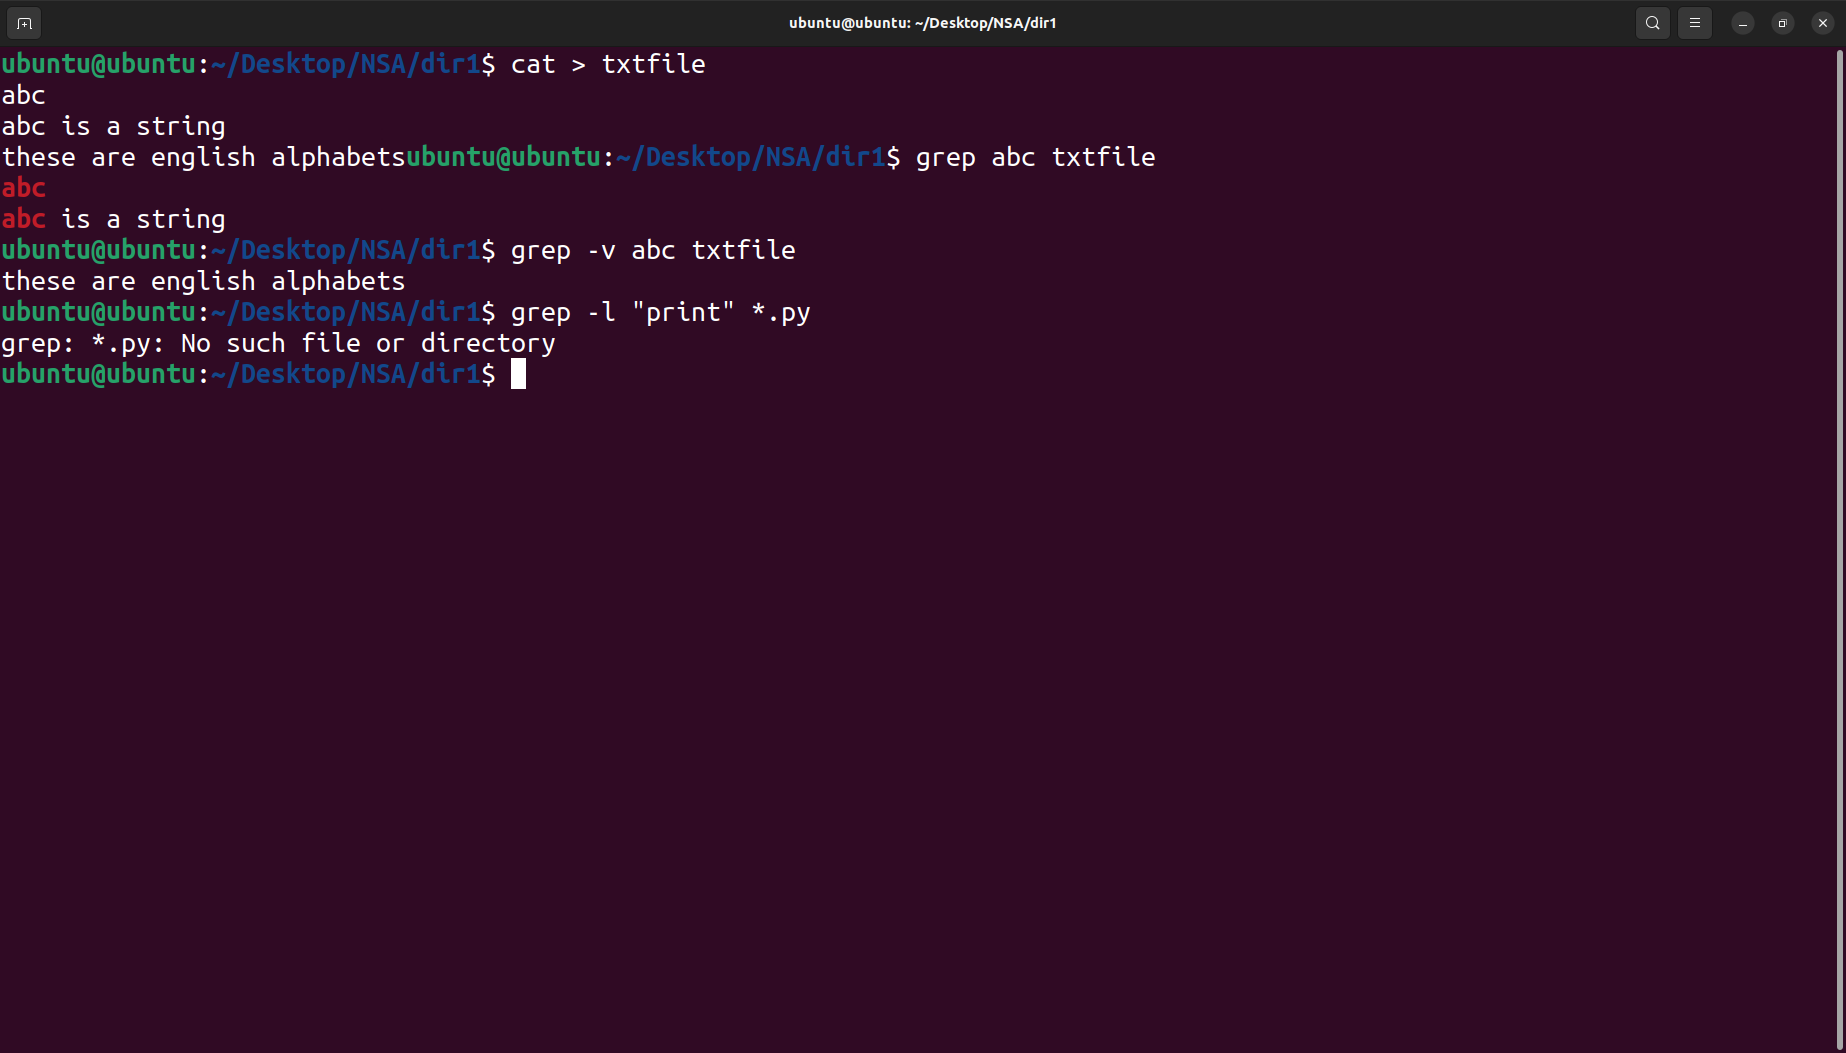 ubuntu@ubuntu: ~/Desktop/NSA/dir1
ubuntu@ubuntu:~/Desktop/NSA/dir1$ cat > txtfile
abc
abc is a string
these are english alphabetsubuntu@ubuntu:~/Desktop/NSA/dir1$ grep abc txtfile
abc
abc is a string
ubuntu@ubuntu:~/Desktop/NSA/dir1$ grep -v abc txtfile
these are english alphabets
ubuntu@ubuntu:~/Desktop/NSA/dir1$ grep -l "print" *.py
grep: *.py: No such file or directory
ubuntu@ubuntu:~/Desktop/NSA/dir1$